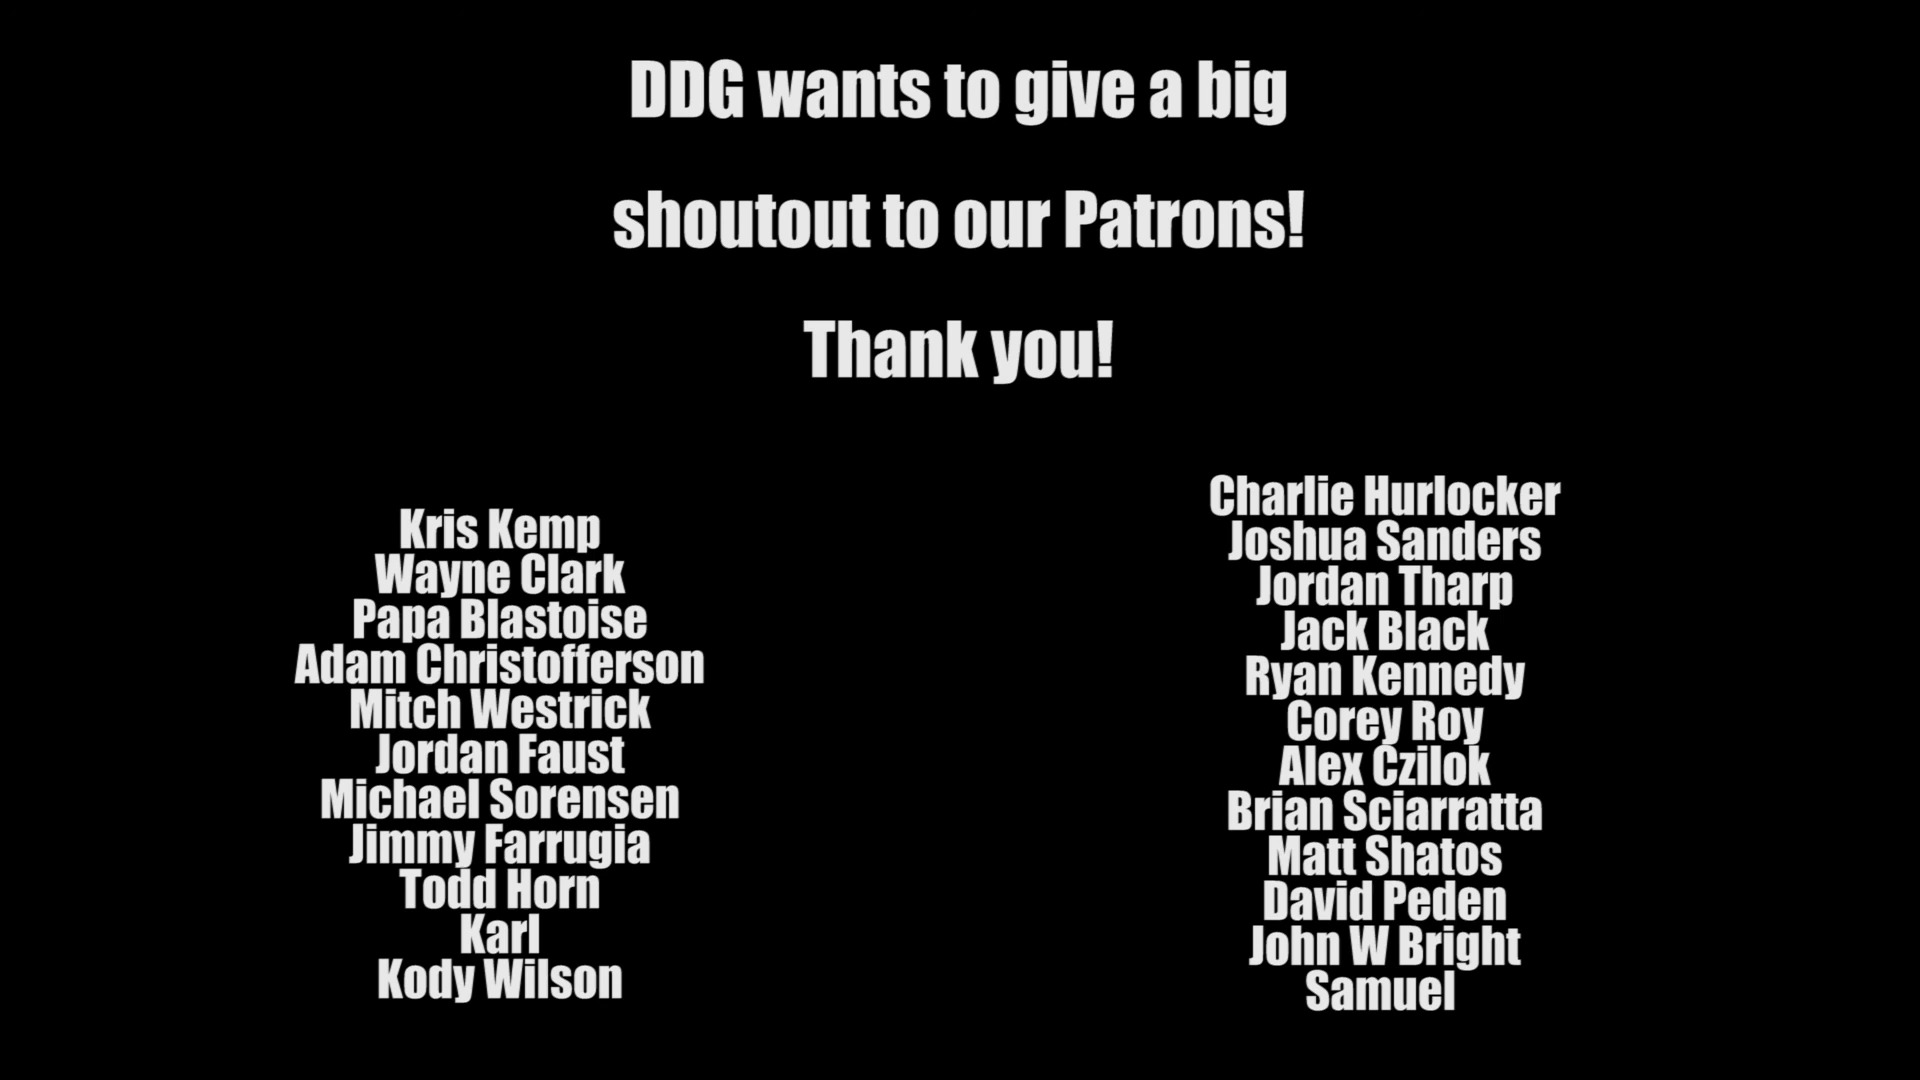 DDG wants to give a big
shoutout to our Patrons!
Thank you!
Kris Kemp
Wayne Clark
Papa Blastoise
Adam Christofferson
Mitch Westrick
Jordan Faust
Michael Sorensen
Jimmy Farrugia
Todd Horn
Karl
Kody Wilson
Charlie Hurlocker
Joshua Sanders
Jordan Tharp
Jack Black
Ryan Kennedy
Corey Roy
Alex Czilok
Brian Sciarratta
Matt Shatos
David Peden
John W Bright
Samuel